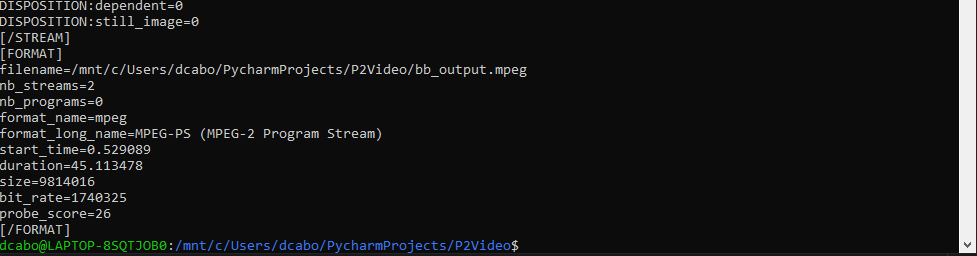 DISPOSITION:dependent=0
DISPOSITION:still_image=0
[/STREAM]
[FORMAT]
filename=/mnt/c/Users/dcabo/PycharmProjects/P2Video/bb_output.mpeg
nb_streams=2
nb_programs=0
format_name=mpeg
format_long_name=MPEG-PS (MPEG-2 Program Stream)
start_time=0.529089
duration=45.113478
size=9814016
bit_rate=1740325
probe_score=26
[/FORMAT]
dcabo@LAPTOP-8SQTJOB0:/mnt/c/Users/dcabo/PycharmProjects/P2Video$